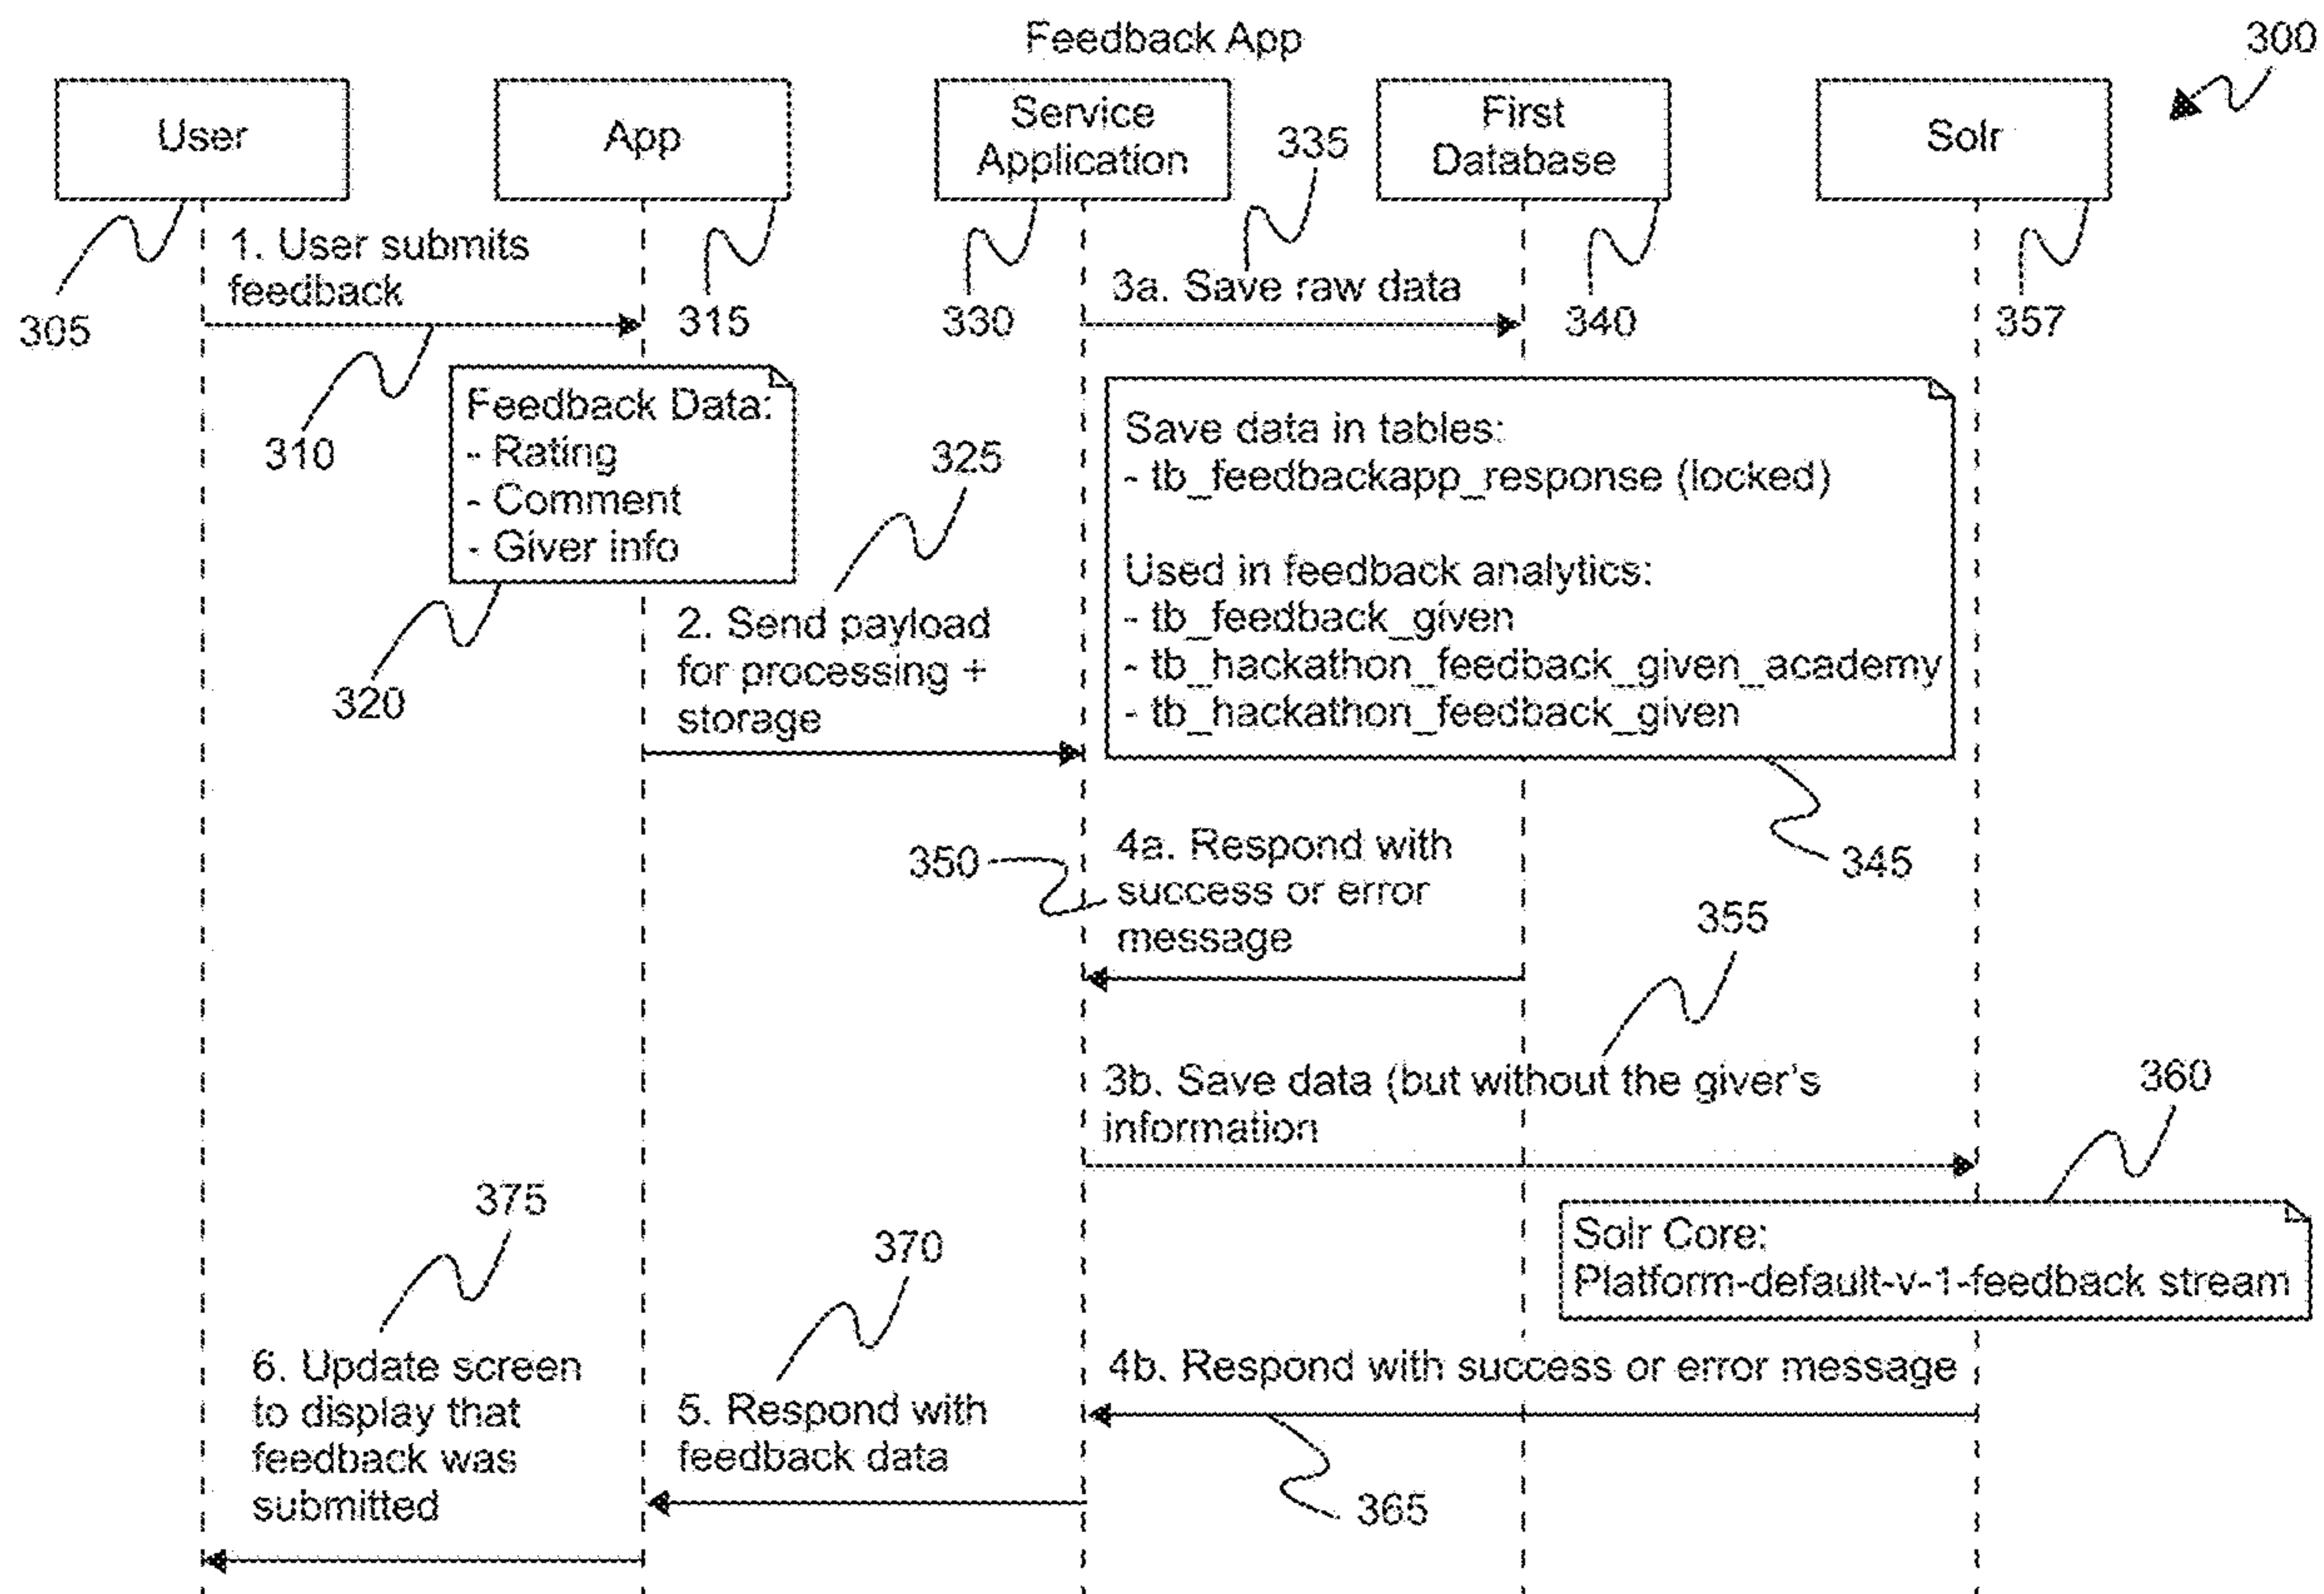 Feedback App
300
User
App
Service
Application
First
Database
Solr
335
1. User submits
feedback
3a. Save raw data
305
315
330
340
357
310
Feedback Data:
- Rating
- Comment
- Giver info
320
325
2. Send payload
for processing +
storage
Save data in tables:
- tb_feedbackapp_response (locked)
Used in feedback analytics:
- tb_feedback_given
- tb_hackathon_feedback_given_academy
- tb_hackathon_feedback_given
345
350
4a. Respond with
success or error
message
355
3b. Save data (but without the giver's
information
360
Solr Core:
Platform-default-v-1-feedback stream
375
370
6. Update screen
to display that
feedback was
submitted
5. Respond with
feedback data
4b. Respond with success or error message
365